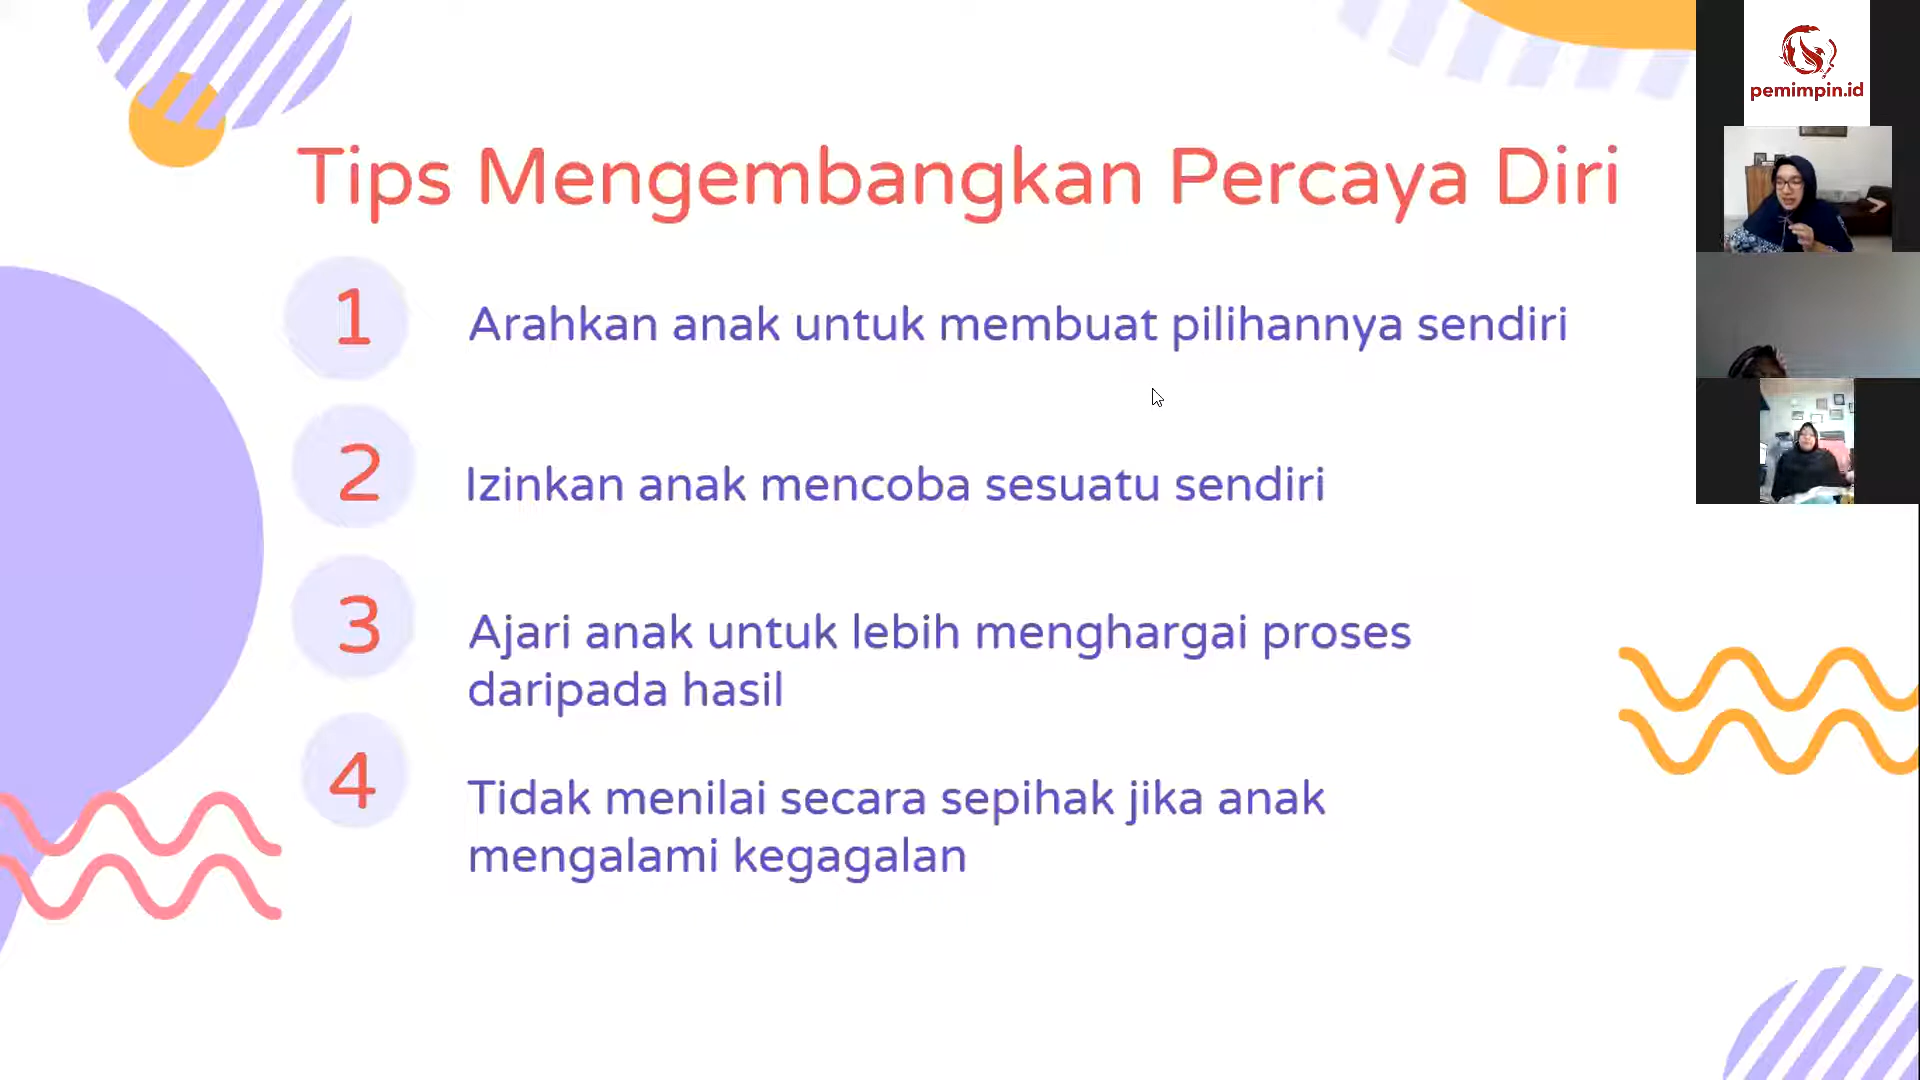 pemimpin.id
Tips Mengembangkan Percaya Diri
1
Arahkan anak untuk membuat pilihannya sendiri
2
Izinkan anak mencoba sesuatu sendiri
3
Ajari anak untuk lebih menghargai proses
daripada hasil
4
Tidak menilai secara sepihak jika anak
mengalami kegagalan